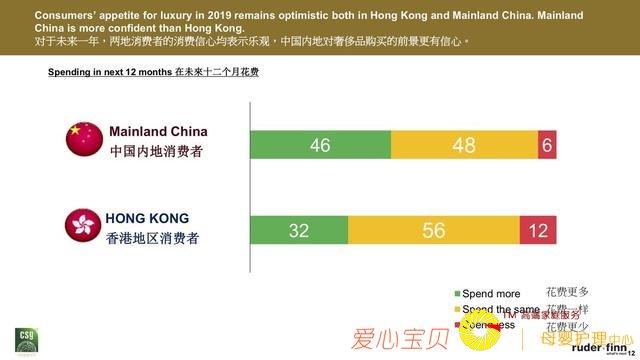 Consumers’ appetite for luxury in 2019 remains optimistic both in Hong Kong and Mainland China. Mainland
China is more confident than Hong Kong.
对于未来一年，两地消费者的消费信心均表示乐观，中国内地对奢侈品购买的前景更有信心。
Spending in next 12 months 在未來十二个月花费
Mainland China
中国内地消费者
46 48 6
HONG KONG
香港地区消费者
32 56 12
Spend more 花费更多
Spend the same 花费一样
TM 高端家庭服务
Spend less 花费更少
爱心宝贝 母婴护理中心
csg
ruder finn
what's next
12